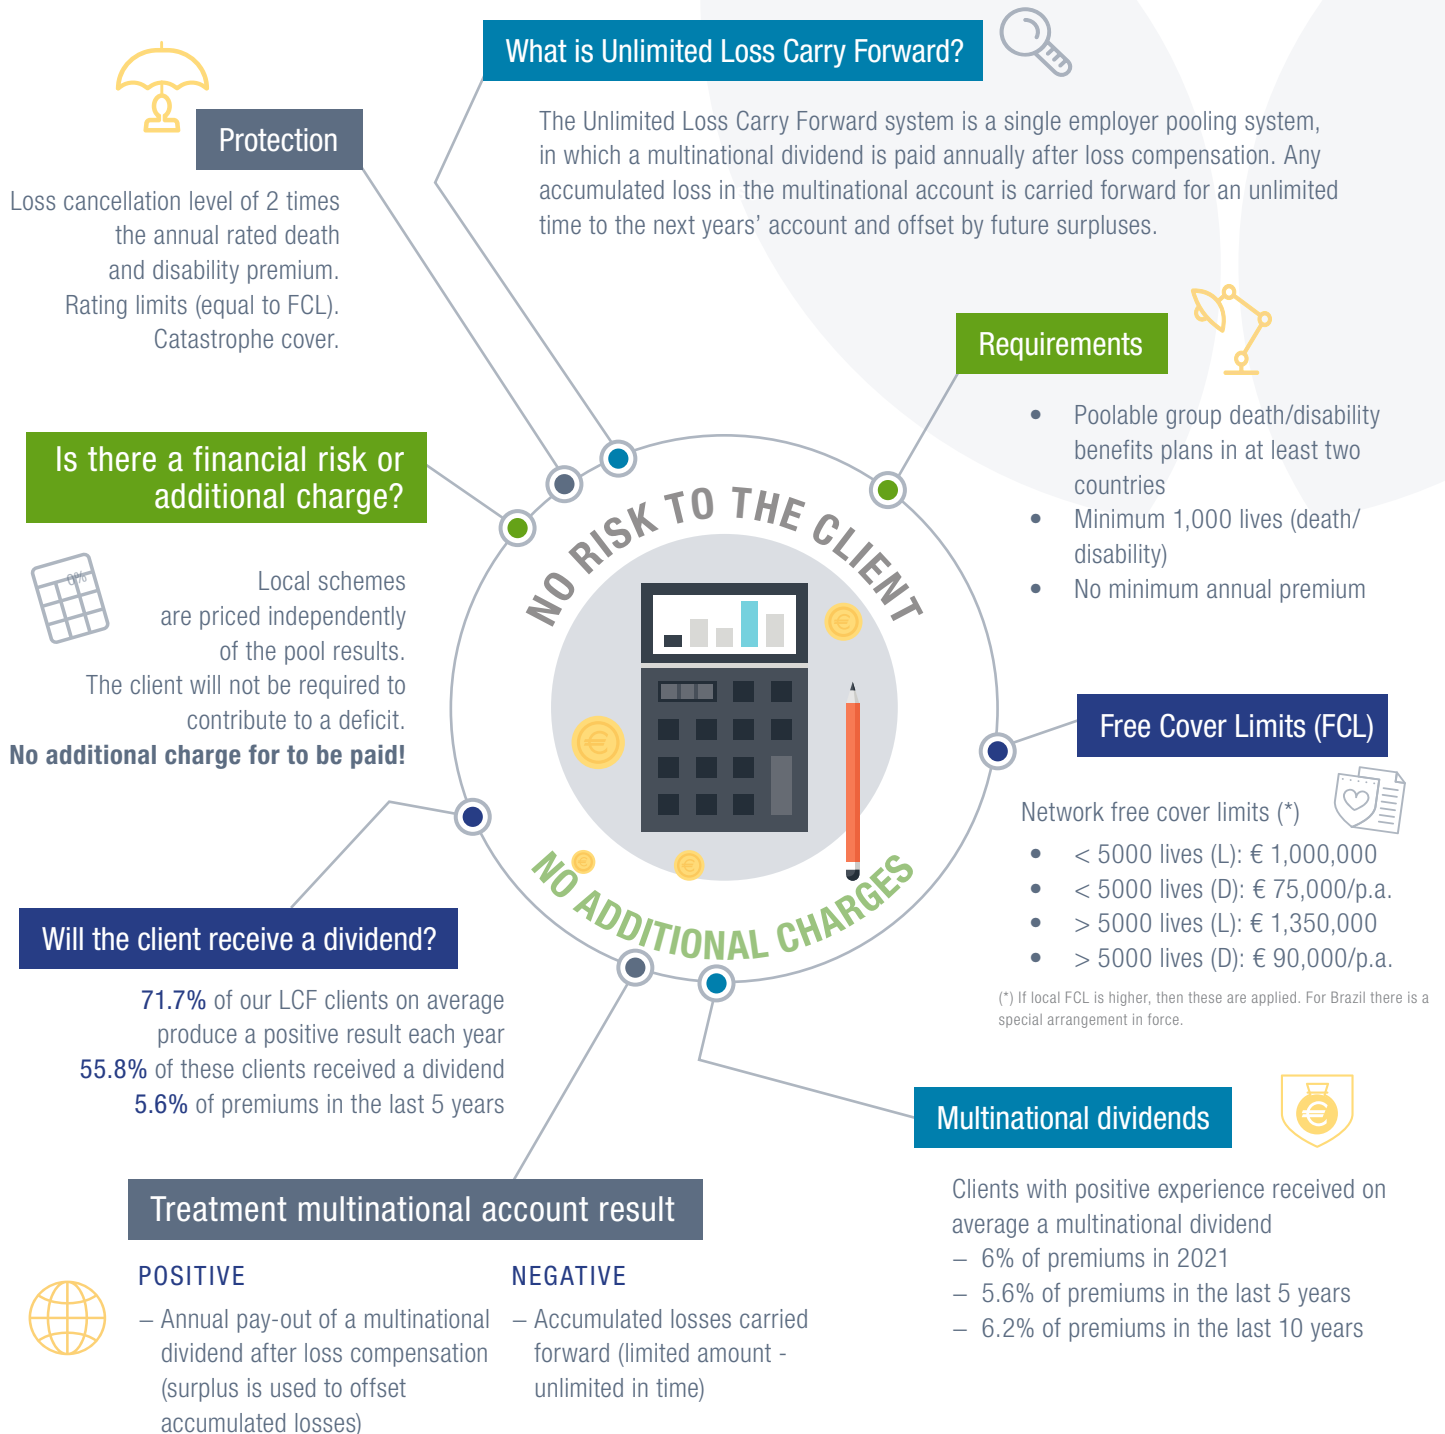 What is Unlimited Loss Carry Forward?
The Unlimited Loss Carry Forward system is a single employer pooling system,
in which a multinational dividend is paid annually after loss compensation. Any
accumulated loss in the multinational account is carried forward for an unlimited
time to the next years’ account and offset by future surpluses.
Protection
Loss cancellation level of 2 times
the annual rated death
and disability premium.
Rating limits (equal to FCL).
Catastrophe cover.
Requirements
• Poolable group death/disability
benefits plans in at least two
countries
• Minimum 1,000 lives (death/
disability)
• No minimum annual premium
Is there a financial risk or
additional charge?
0%
Local schemes
are priced independently
of the pool results.
The client will not be required to
contribute to a deficit.
No additional charge for to be paid!
NO RISK TO THE CLIENT
€
€
€
€
NO ADDITIONAL CHARGES
Free Cover Limits (FCL)
Network free cover limits (*)
• < 5000 lives (L): € 1,000,000
• < 5000 lives (D): € 75,000/p.a.
• > 5000 lives (L): € 1,350,000
• > 5000 lives (D): € 90,000/p.a.
(*) If local FCL is higher, then these are applied. For Brazil there is a
special arrangement in force.
Will the client receive a dividend?
71.7% of our LCF clients on average
produce a positive result each year
55.8% of these clients received a dividend
5.6% of premiums in the last 5 years
Multinational dividends
€
Clients with positive experience received on
average a multinational dividend
– 6% of premiums in 2021
– 5.6% of premiums in the last 5 years
– 6.2% of premiums in the last 10 years
Treatment multinational account result
POSITIVE
– Annual pay-out of a multinational
dividend after loss compensation
(surplus is used to offset
accumulated losses)
NEGATIVE
– Accumulated losses carried
forward (limited amount -
unlimited in time)